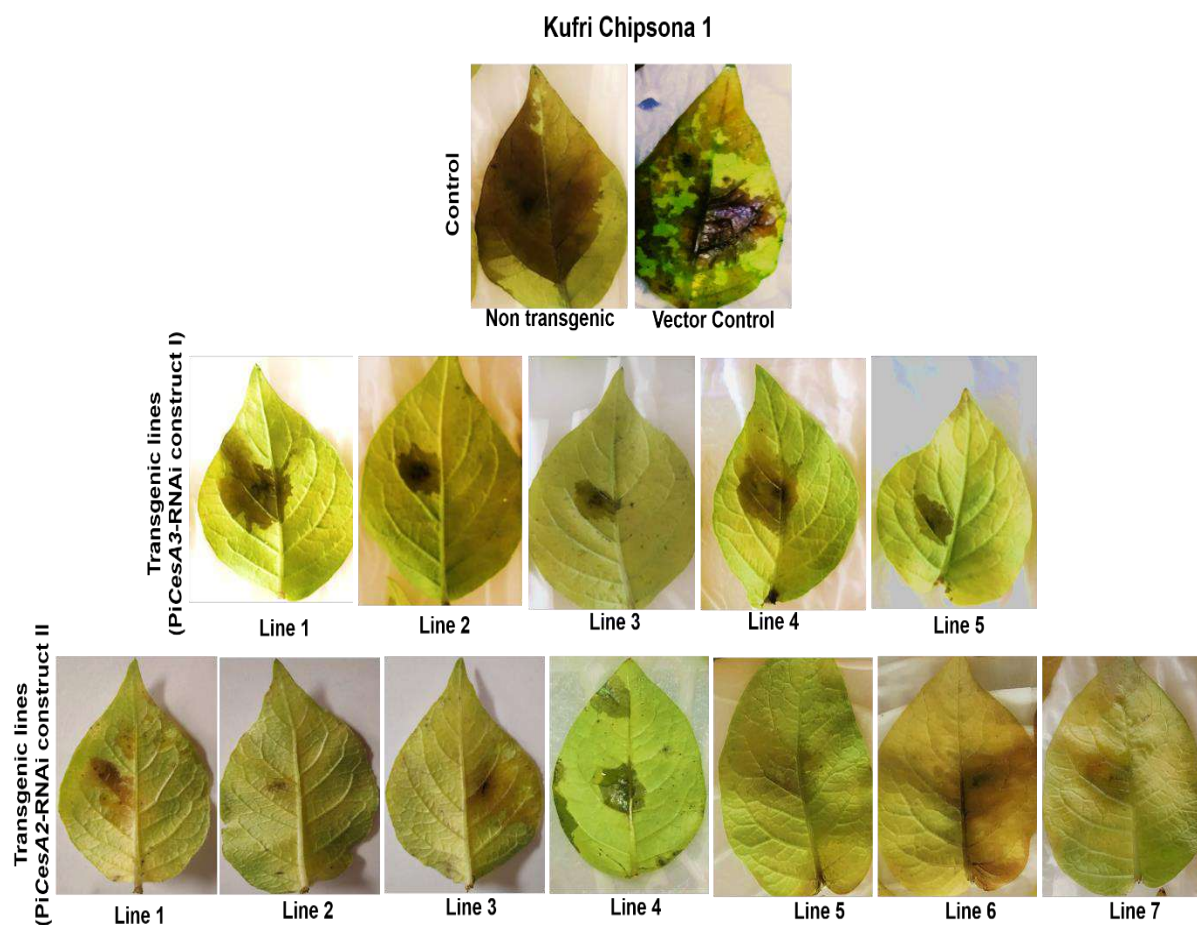 Kufri Chipsona 1
Control
Non transgenic
Vector Control
Transgenic lines
(PiCesA3-RNAi construct I)
Line 1
Line 2
Line 3
Line 4
Line 5
Transgenic lines
(PiCesA2-RNAi construct II
Line 1
Line 2
Line 3
Line 4
Line 5
Line 6
Line 7